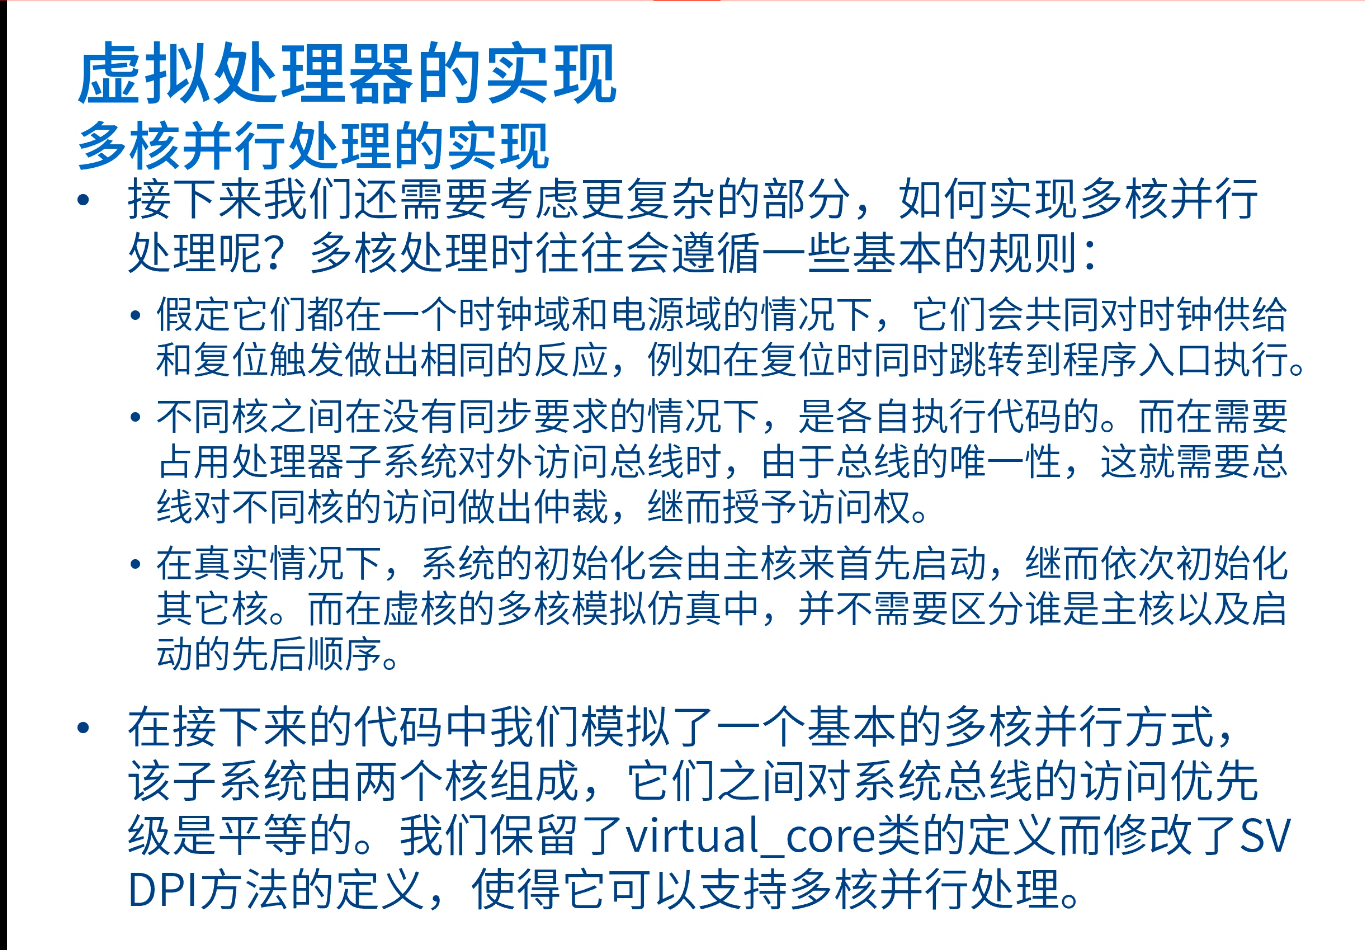 虚拟处理器的实现
多核并行处理的实现
• 接下来我们还需要考虑更复杂的部分，如何实现多核并行
处理呢？多核处理时往往会遵循一些基本的规则：
• 假定它们都在一个时钟域和电源域的情况下，它们会共同对时钟供给
和复位触发做出相同的反应，例如在复位时同时跳转到程序入口执行。
• 不同核之间在没有同步要求的情况下，是各自执行代码的。而在需要
占用处理器子系统对外访问总线时，由于总线的唯一性，这就需要总
线对不同核的访问做出仲裁，继而授予访问权。
• 在真实情况下，系统的初始化会由主核来首先启动，继而依次初始化
其它核。而在虚核的多核模拟仿真中，并不需要区分谁是主核以及启
动的先后顺序。
• 在接下来的代码中我们模拟了一个基本的多核并行方式，
该子系统由两个核组成，它们之间对系统总线的访问优先
级是平等的。我们保留了virtual_core类的定义而修改了SV
DPI方法的定义，使得它可以支持多核并行处理。